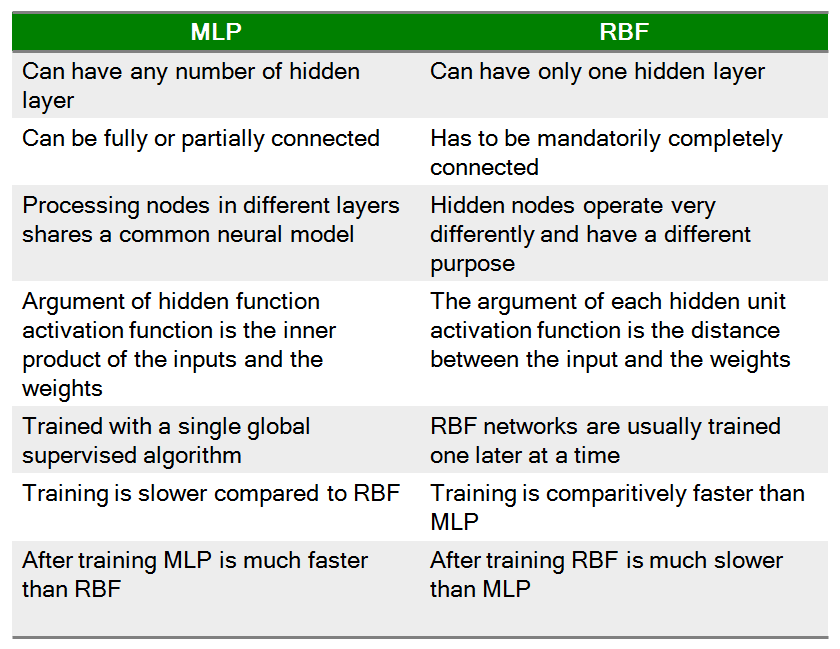 MLP
RBF
Can have any number of hidden
layer
Can have only one hidden layer
Can be fully or partially connected
Has to be mandatorily completely
connected
Processing nodes in different layers
shares a common neural model
Hidden nodes operate very
differently and have a different
purpose
Argument of hidden function
activation function is the inner
product of the inputs and the
weights
The argument of each hidden unit
activation function is the distance
between the input and the weights
Trained with a single global
supervised algorithm
RBF networks are usually trained
one later at a time
Training is slower compared to RBF
Training is comparitively faster than
MLP
After training MLP is much faster
than RBF
After training RBF is much slower
than MLP